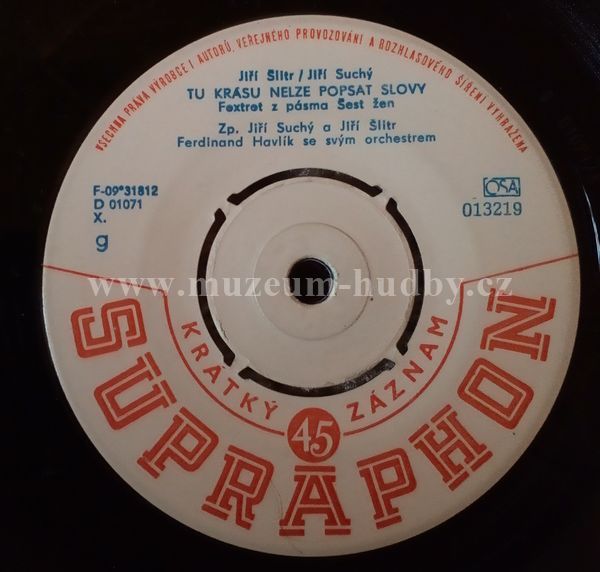 VŠECHNA PRÁVA VÝROBCE I AUTORŮ, VEŘEJNÉHO PROVOZOVÁNÍ A ROZHLASOVÉHO ŠÍŘENÍ VYHRAŽENA
Jiří Šlitr / Jiří Suchý
TU KRÁSU NELZE POPSAT SLOVY
Foxtrot z pásma Šest žen
Zp. Jiří Suchý a Jiří Šlitr
Ferdinand Havlík se svým orchestrem
F-09*31812
D 01071
X.
g
OSA
013219
www.muzeum-hudby.cz
KRÁTKÝ 45 ZÁZNAM
SUPRAPHON